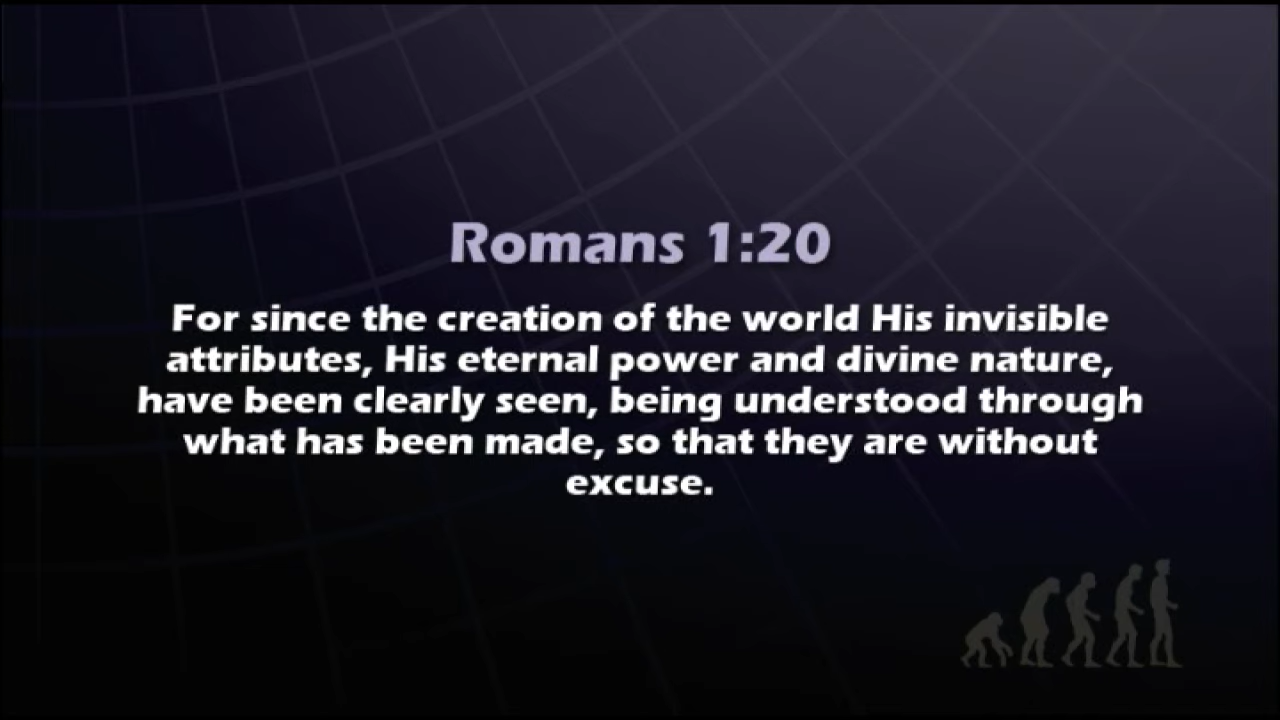 Romans 1:20
For since the creation of the world His invisible
attributes, His eternal power and divine nature,
have been clearly seen, being understood through
what has been made, so that they are without
excuse.